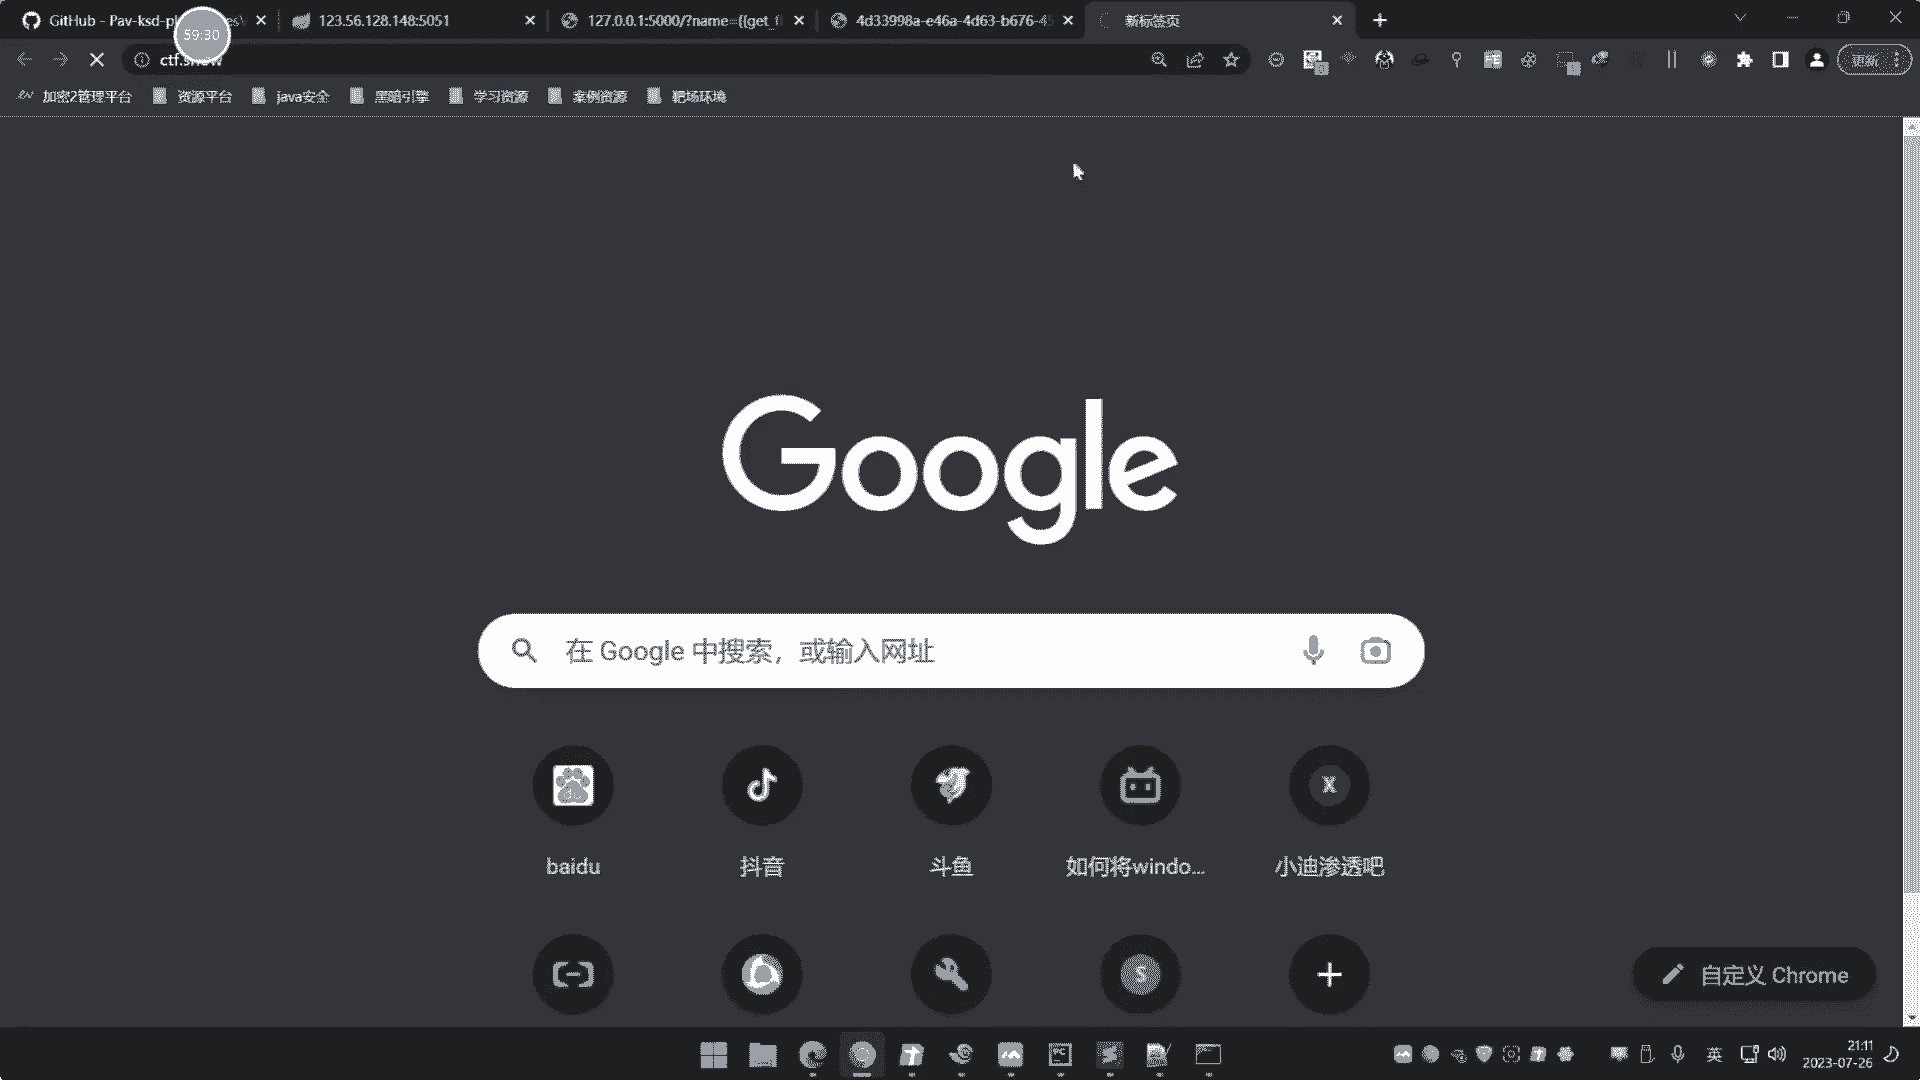 GitHub - Pav-ksd-pl
123.56.128.148:5051
127.0.0.1:5000/?name={{get_f
4d33998a-e46a-4d63-b676-45
新标签页
59:30
ctf.show
更新
加密2管理平台
资源平台
java安全
黑暗引擎
学习资源
案例资源
靶场环境
Google
在 Google 中搜索，或输入网址
baidu
抖音
斗鱼
如何将windo...
X
小迪渗透吧
S
自定义 Chrome
英
21:11
2023-07-26